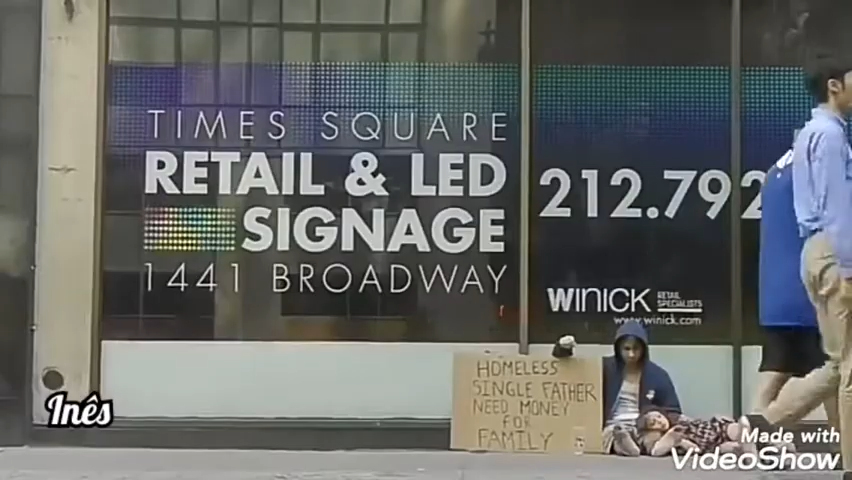 TIMES SQUARE
RETAIL & LED
SIGNAGE
1441 BROADWAY
212.792
WINICK RETAIL SPECIALISTS
www.winick.com
HOMELESS
SINGLE FATHER
NEED MONEY
FOR
FAMILY
Inês
Made With
VideoShow